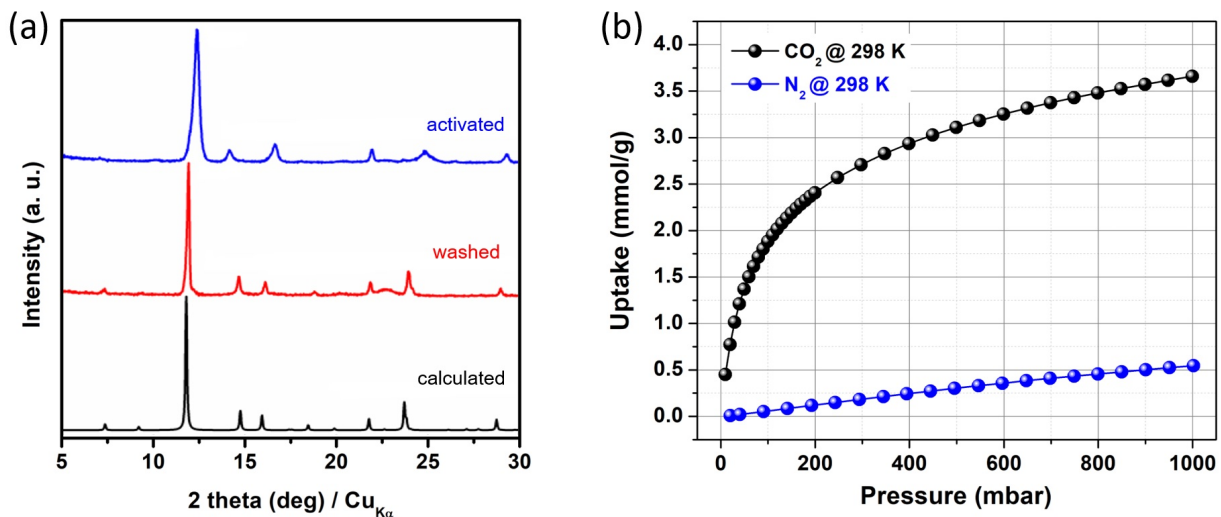 (a)
Intensity (a. u.)
activated
washed
calculated
5 10 15 20 25 30
2 theta (deg) / Cu_Kα
(b)
Uptake (mmol/g)
4.0
3.5
3.0
2.5
2.0
1.5
1.0
0.5
0.0
CO₂ @ 298 K
N₂ @ 298 K
0 200 400 600 800 1000
Pressure (mbar)